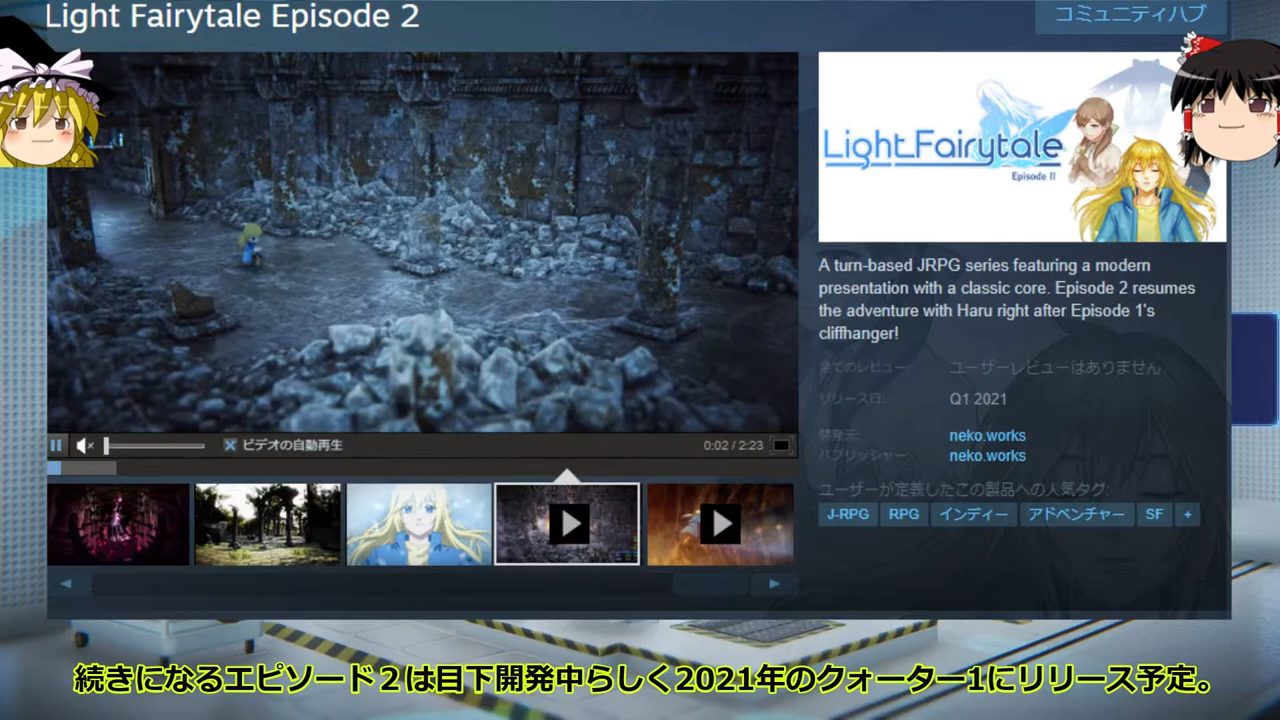 Light Fairytale Episode 2
コミュニティハブ
Light Fairytale
Episode II
A turn-based JRPG series featuring a modern
presentation with a classic core. Episode 2 resumes
the adventure with Haru right after Episode 1's
cliffhanger!
全てのレビュー: ユーザーレビューはありません
リリース日: Q1 2021
開発元: neko.works
パブリッシャー: neko.works
ユーザーが定義したこの製品への人気タグ:
J-RPG RPG インディー アドベンチャー SF +
ビデオの自動再生 0:02 / 2:23
続きになるエピソード2は目下開発中らしく2021年のクォーター1にリリース予定。